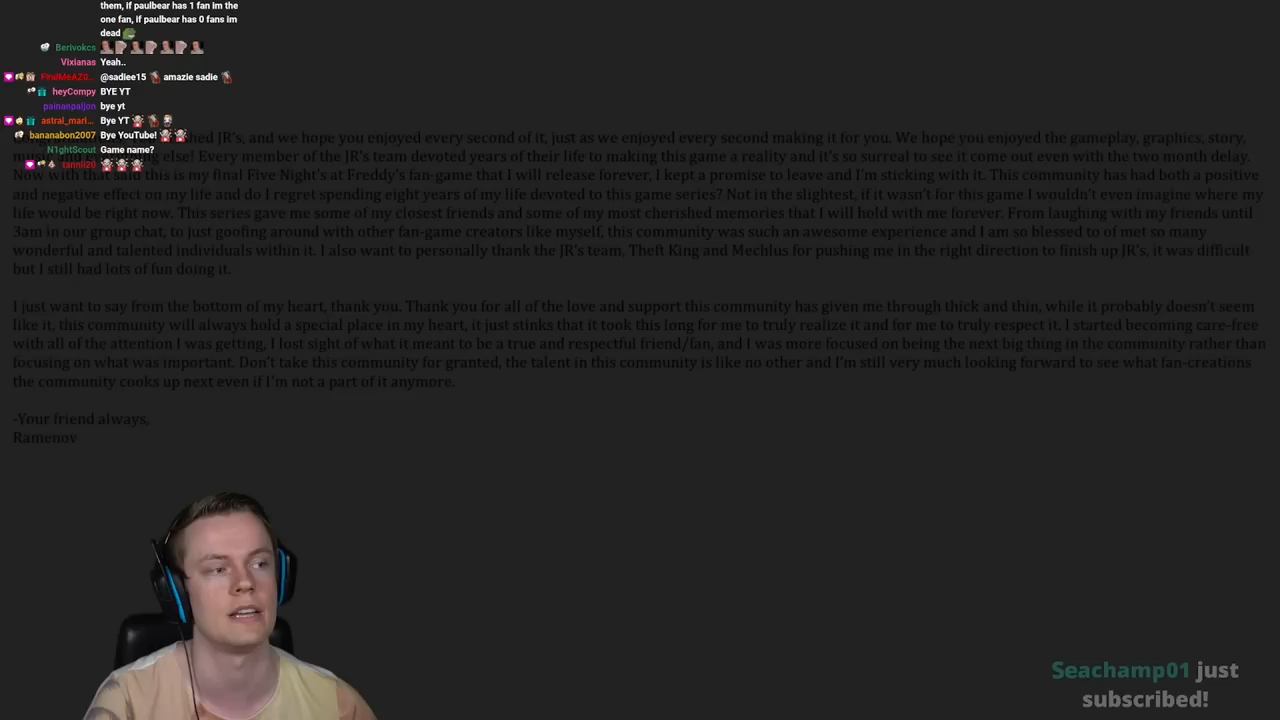 them, if paulbear has 1 fan im the
one fan, if paulbear has 0 fans im
dead
Berivokcs
Vixianas Yeah..
FindMeAZ0... @sadiee15 amazie sadie
heyCompy BYE YT
painanpaijon bye yt
astral_mari... Bye YT
bananabon2007 Bye YouTube!
N1ghtScout Game name?
tanni20
JR's, and we hope you enjoyed every second of it, just as we enjoyed every second making it for you. We hope you enjoyed the gameplay, graphics, story,
else! Every member of the JR's team devoted years of their life to making this game a reality and it's so surreal to see it come out even with the two month delay.
Now with that said this is my final Five Night's at Freddy's fan-game that I will release forever, I kept a promise to leave and I'm sticking with it. This community has had both a positive
and negative effect on my life and do I regret spending eight years of my life devoted to this game series? Not in the slightest, if it wasn't for this game I wouldn't even imagine where my
life would be right now. This series gave me some of my closest friends and some of my most cherished memories that I will hold with me forever. From laughing with my friends until
3am in our group chat, to just goofing around with other fan-game creators like myself, this community was such an awesome experience and I am so blessed to of met so many
wonderful and talented individuals within it. I also want to personally thank the JR's team, Theft King and Mechlus for pushing me in the right direction to finish up JR's, it was difficult
but I still had lots of fun doing it.
I just want to say from the bottom of my heart, thank you. Thank you for all of the love and support this community has given me through thick and thin, while it probably doesn't seem
like it, this community will always hold a special place in my heart, it just stinks that it took this long for me to truly realize it and for me to truly respect it. I started becoming care-free
with all of the attention I was getting, I lost sight of what it meant to be a true and respectful friend/fan, and I was more focused on being the next big thing in the community rather than
focusing on what was important. Don't take this community for granted, the talent in this community is like no other and I'm still very much looking forward to see what fan-creations
the community cooks up next even if I'm not a part of it anymore.
-Your friend always,
Ramenov
Seachamp01 just
subscribed!